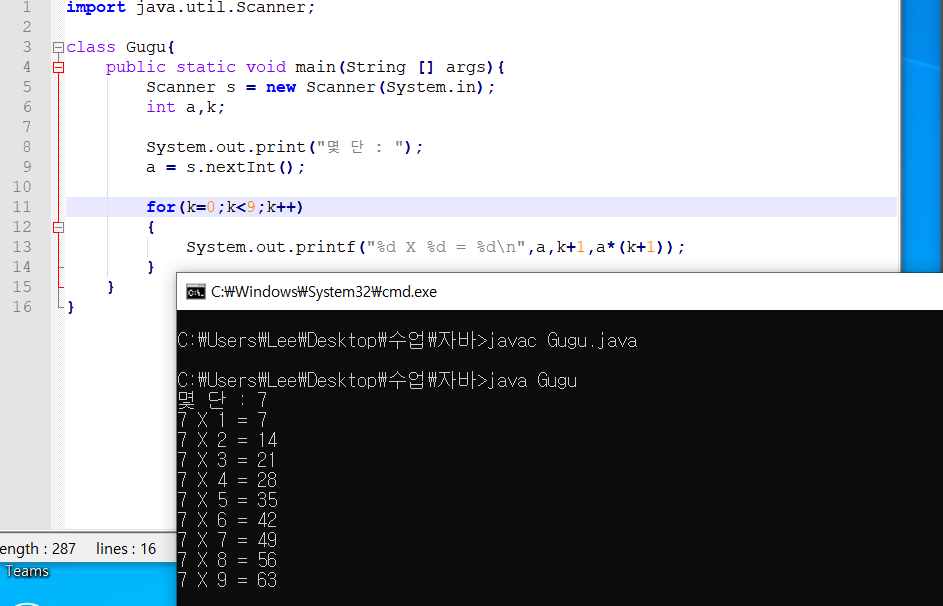 1 import java.util.Scanner;
2
3 class Gugu{
4 public static void main(String [] args){
5 Scanner s = new Scanner(System.in);
6 int a,k;
7
8 System.out.print("몇 단 : ");
9 a = s.nextInt();
10
11 for(k=0;k<9;k++)
12 {
13 System.out.printf("%d X %d = %d\n",a,k+1,a*(k+1));
14 }
15 }
16 }
C:\. C:₩Windows₩System32₩cmd.exe
C:₩Users₩Lee₩Desktop₩수업₩자바>javac Gugu.java
C:₩Users₩Lee₩Desktop₩수업₩자바>java Gugu
몇 단 : 7
7 X 1 = 7
7 X 2 = 14
7 X 3 = 21
7 X 4 = 28
7 X 5 = 35
7 X 6 = 42
7 X 7 = 49
7 X 8 = 56
7 X 9 = 63
ength : 287 lines : 16
Teams